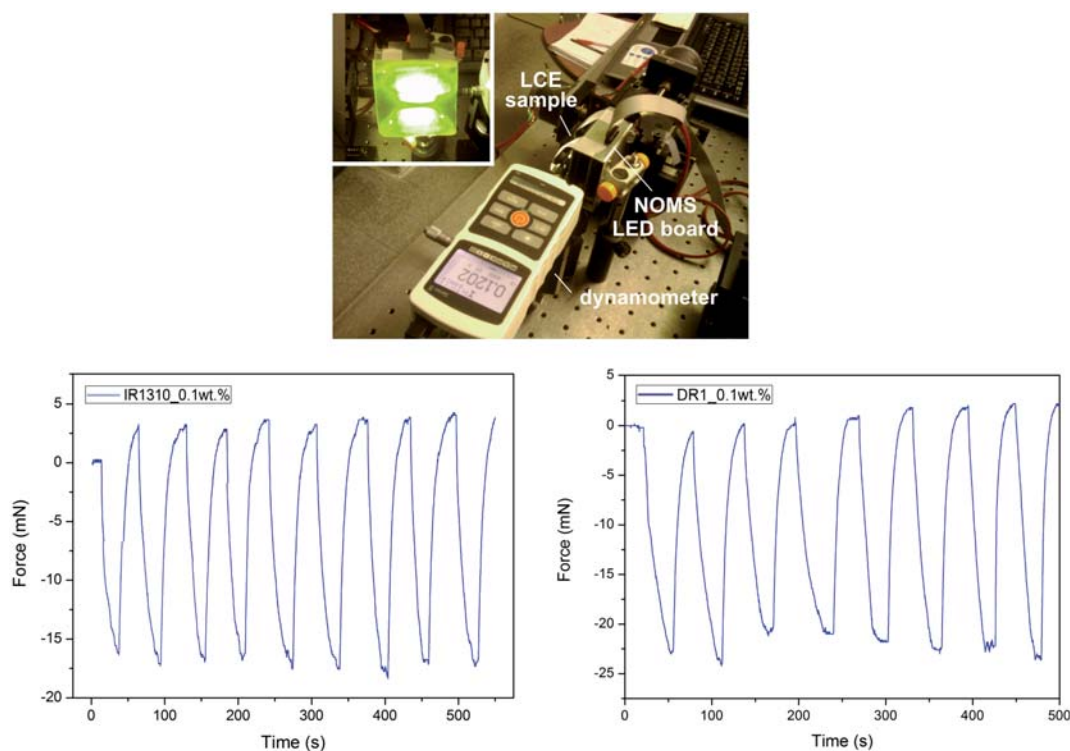 LCE
sample
NOMS
LED board
dynamometer
0.1202
IR1310_0.1wt.%
5
0
-5
-10
-15
-20
Force (mN)
0 100 200 300 400 500
Time (s)
DR1_0.1wt.%
5
0
-5
-10
-15
-20
-25
Force (mN)
0 100 200 300 400 500
Time (s)